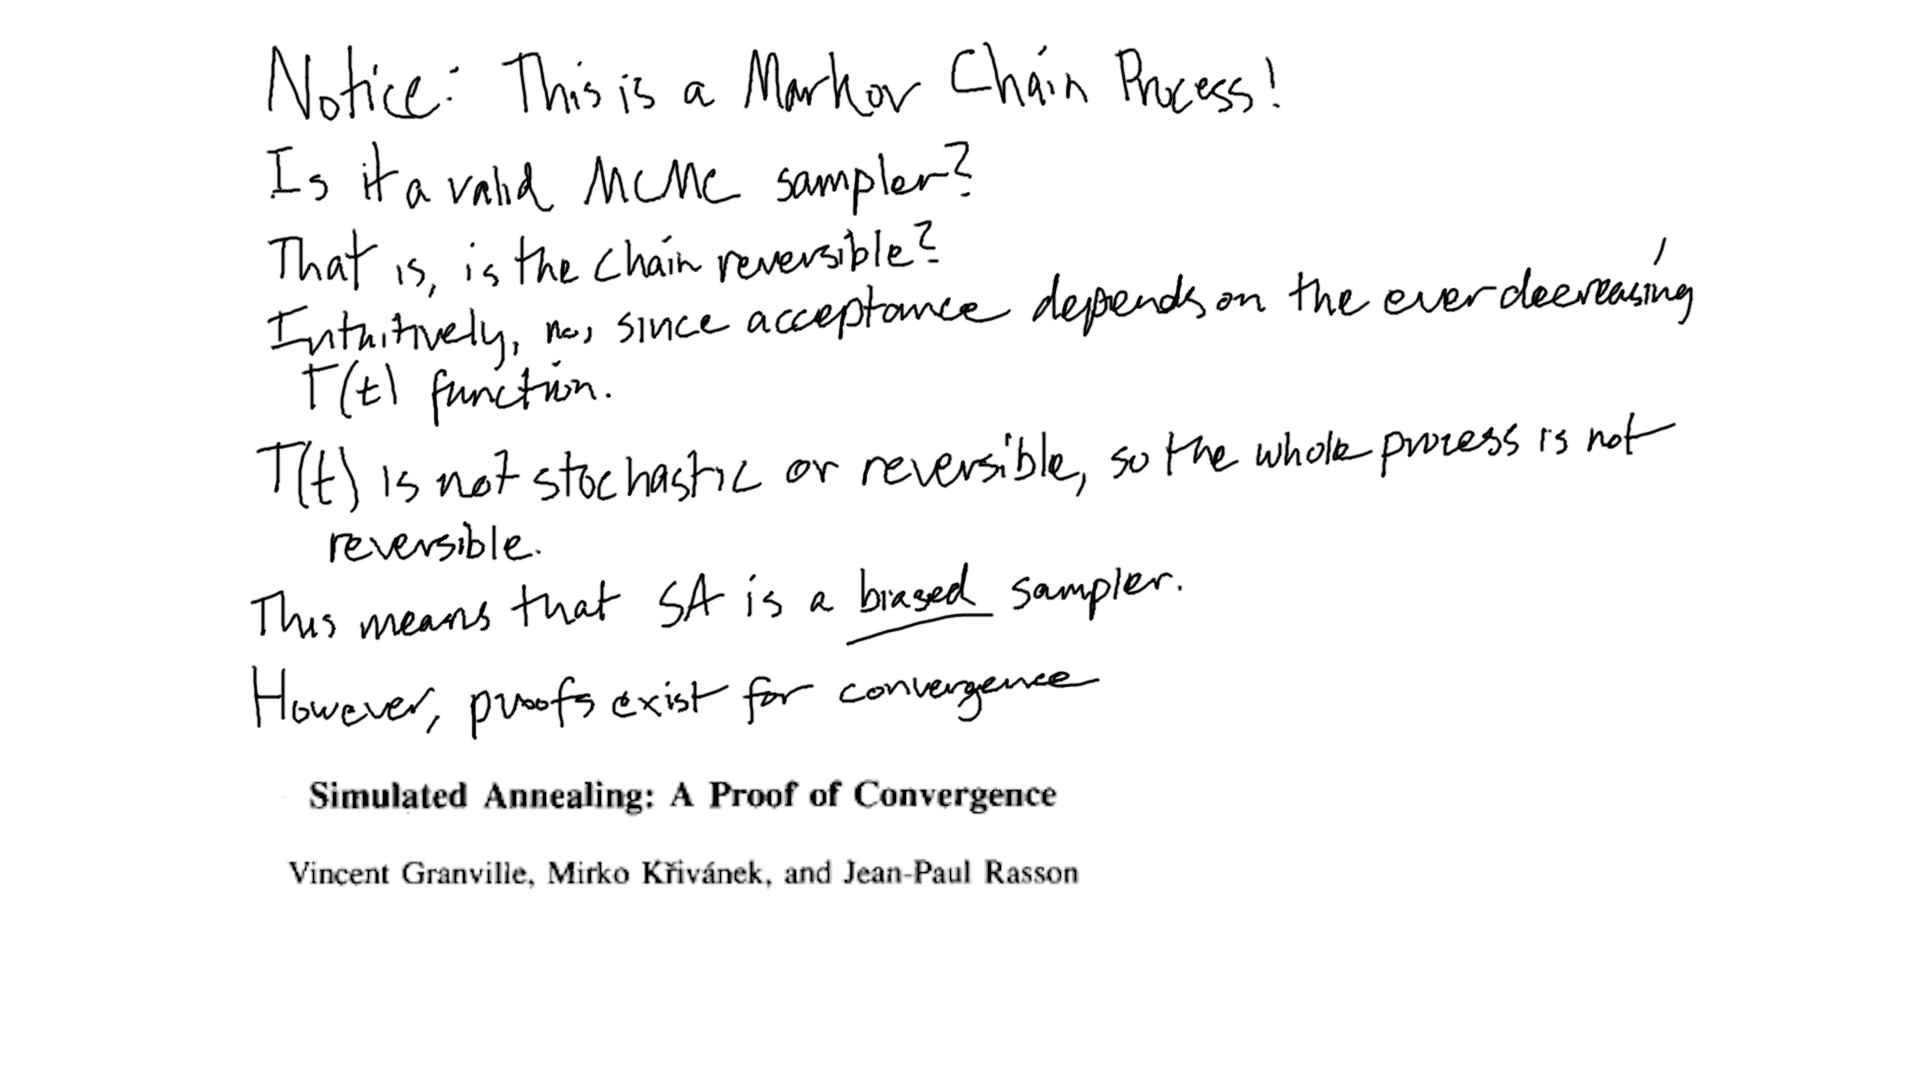 Notice: This is a Markov Chain Process!
Is it a valid MCMC sampler?
That is, is the chain reversible?
Intuitively, no, since acceptance depends on the ever decreasing
T(t) function.
T(t) is not stochastic or reversible, so the whole process is not
reversible.
This means that SA is a biased sampler.
However, proofs exist for convergence
Simulated Annealing: A Proof of Convergence
Vincent Granville, Mirko Křivánek, and Jean-Paul Rasson